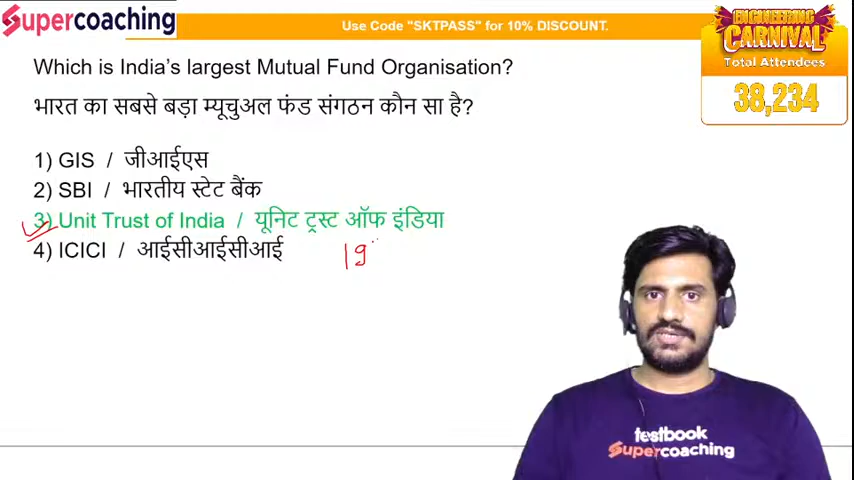 Supercoaching
Use Code "SKTPASS" for 10% DISCOUNT.
ENGINEERING
CARNIVAL
Total Attendees
38,234
Which is India's largest Mutual Fund Organisation?
भारत का सबसे बड़ा म्यूचुअल फंड संगठन कौन सा है?
1) GIS / जीआईएस
2) SBI / भारतीय स्टेट बैंक
3) Unit Trust of India / यूनिट ट्रस्ट ऑफ इंडिया
4) ICICI / आईसीआईसीआई
19
testbook
Supercoaching